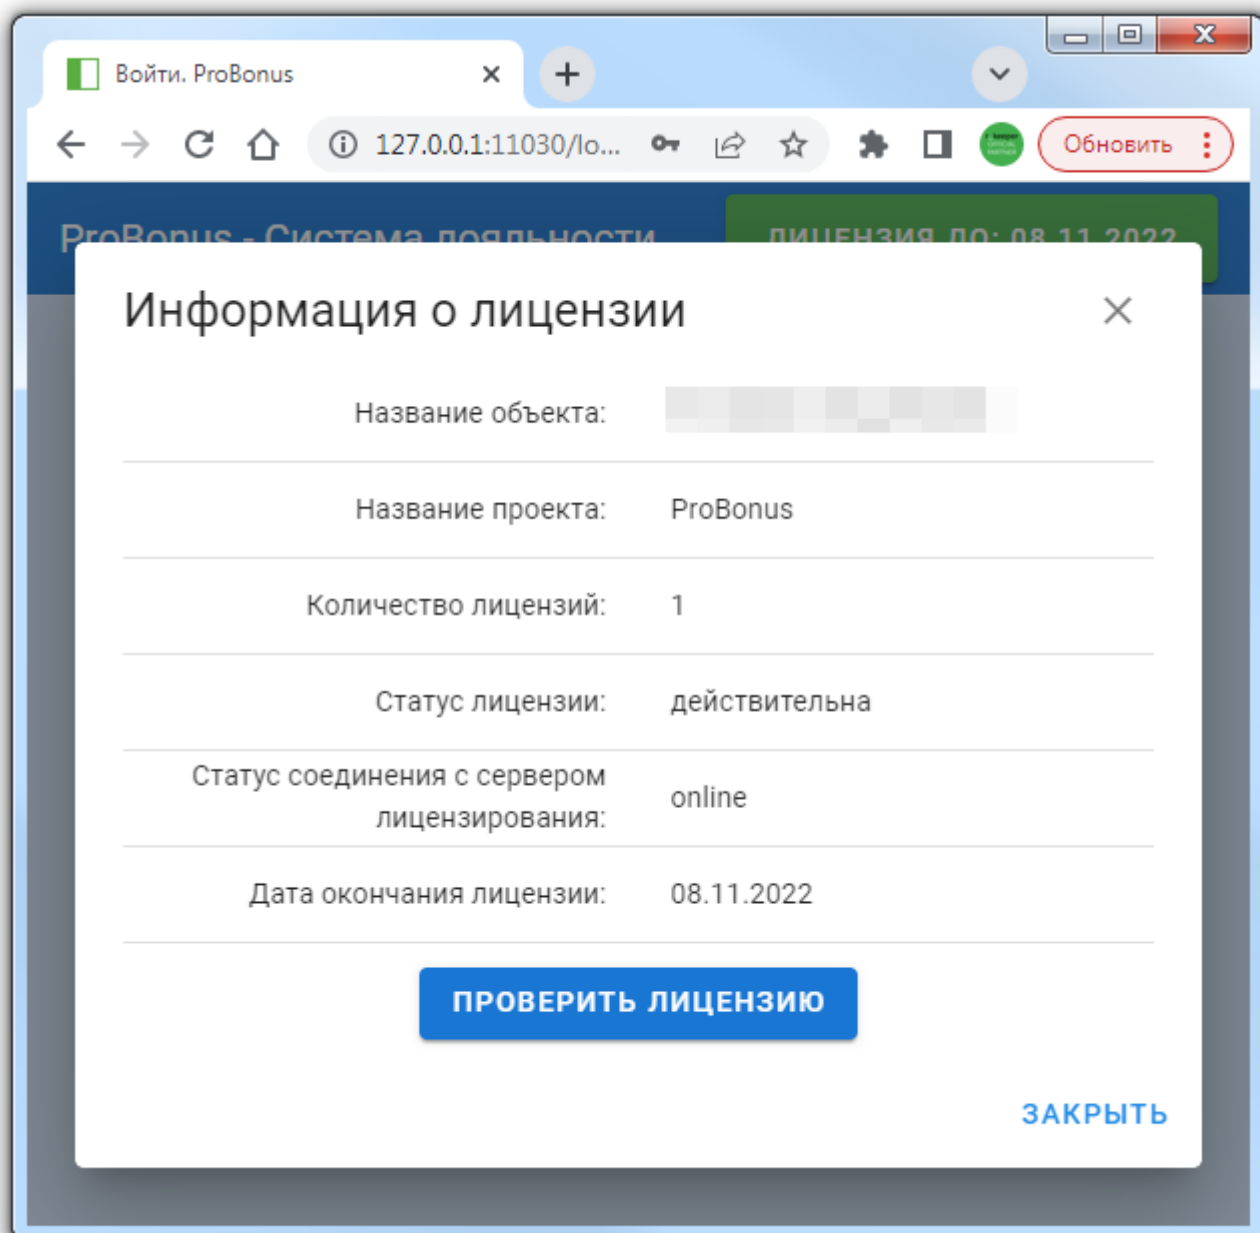 Войти. ProBonus
127.0.0.1:11030/lo...
Обновить
ProBonus - Система лояльности
ЛИЦЕНЗИЯ ДО: 08.11.2022
Информация о лицензии
Название объекта:
Название проекта: ProBonus
Количество лицензий: 1
Статус лицензии: действительна
Статус соединения с сервером
лицензирования: online
Дата окончания лицензии: 08.11.2022
ПРОВЕРИТЬ ЛИЦЕНЗИЮ
ЗАКРЫТЬ